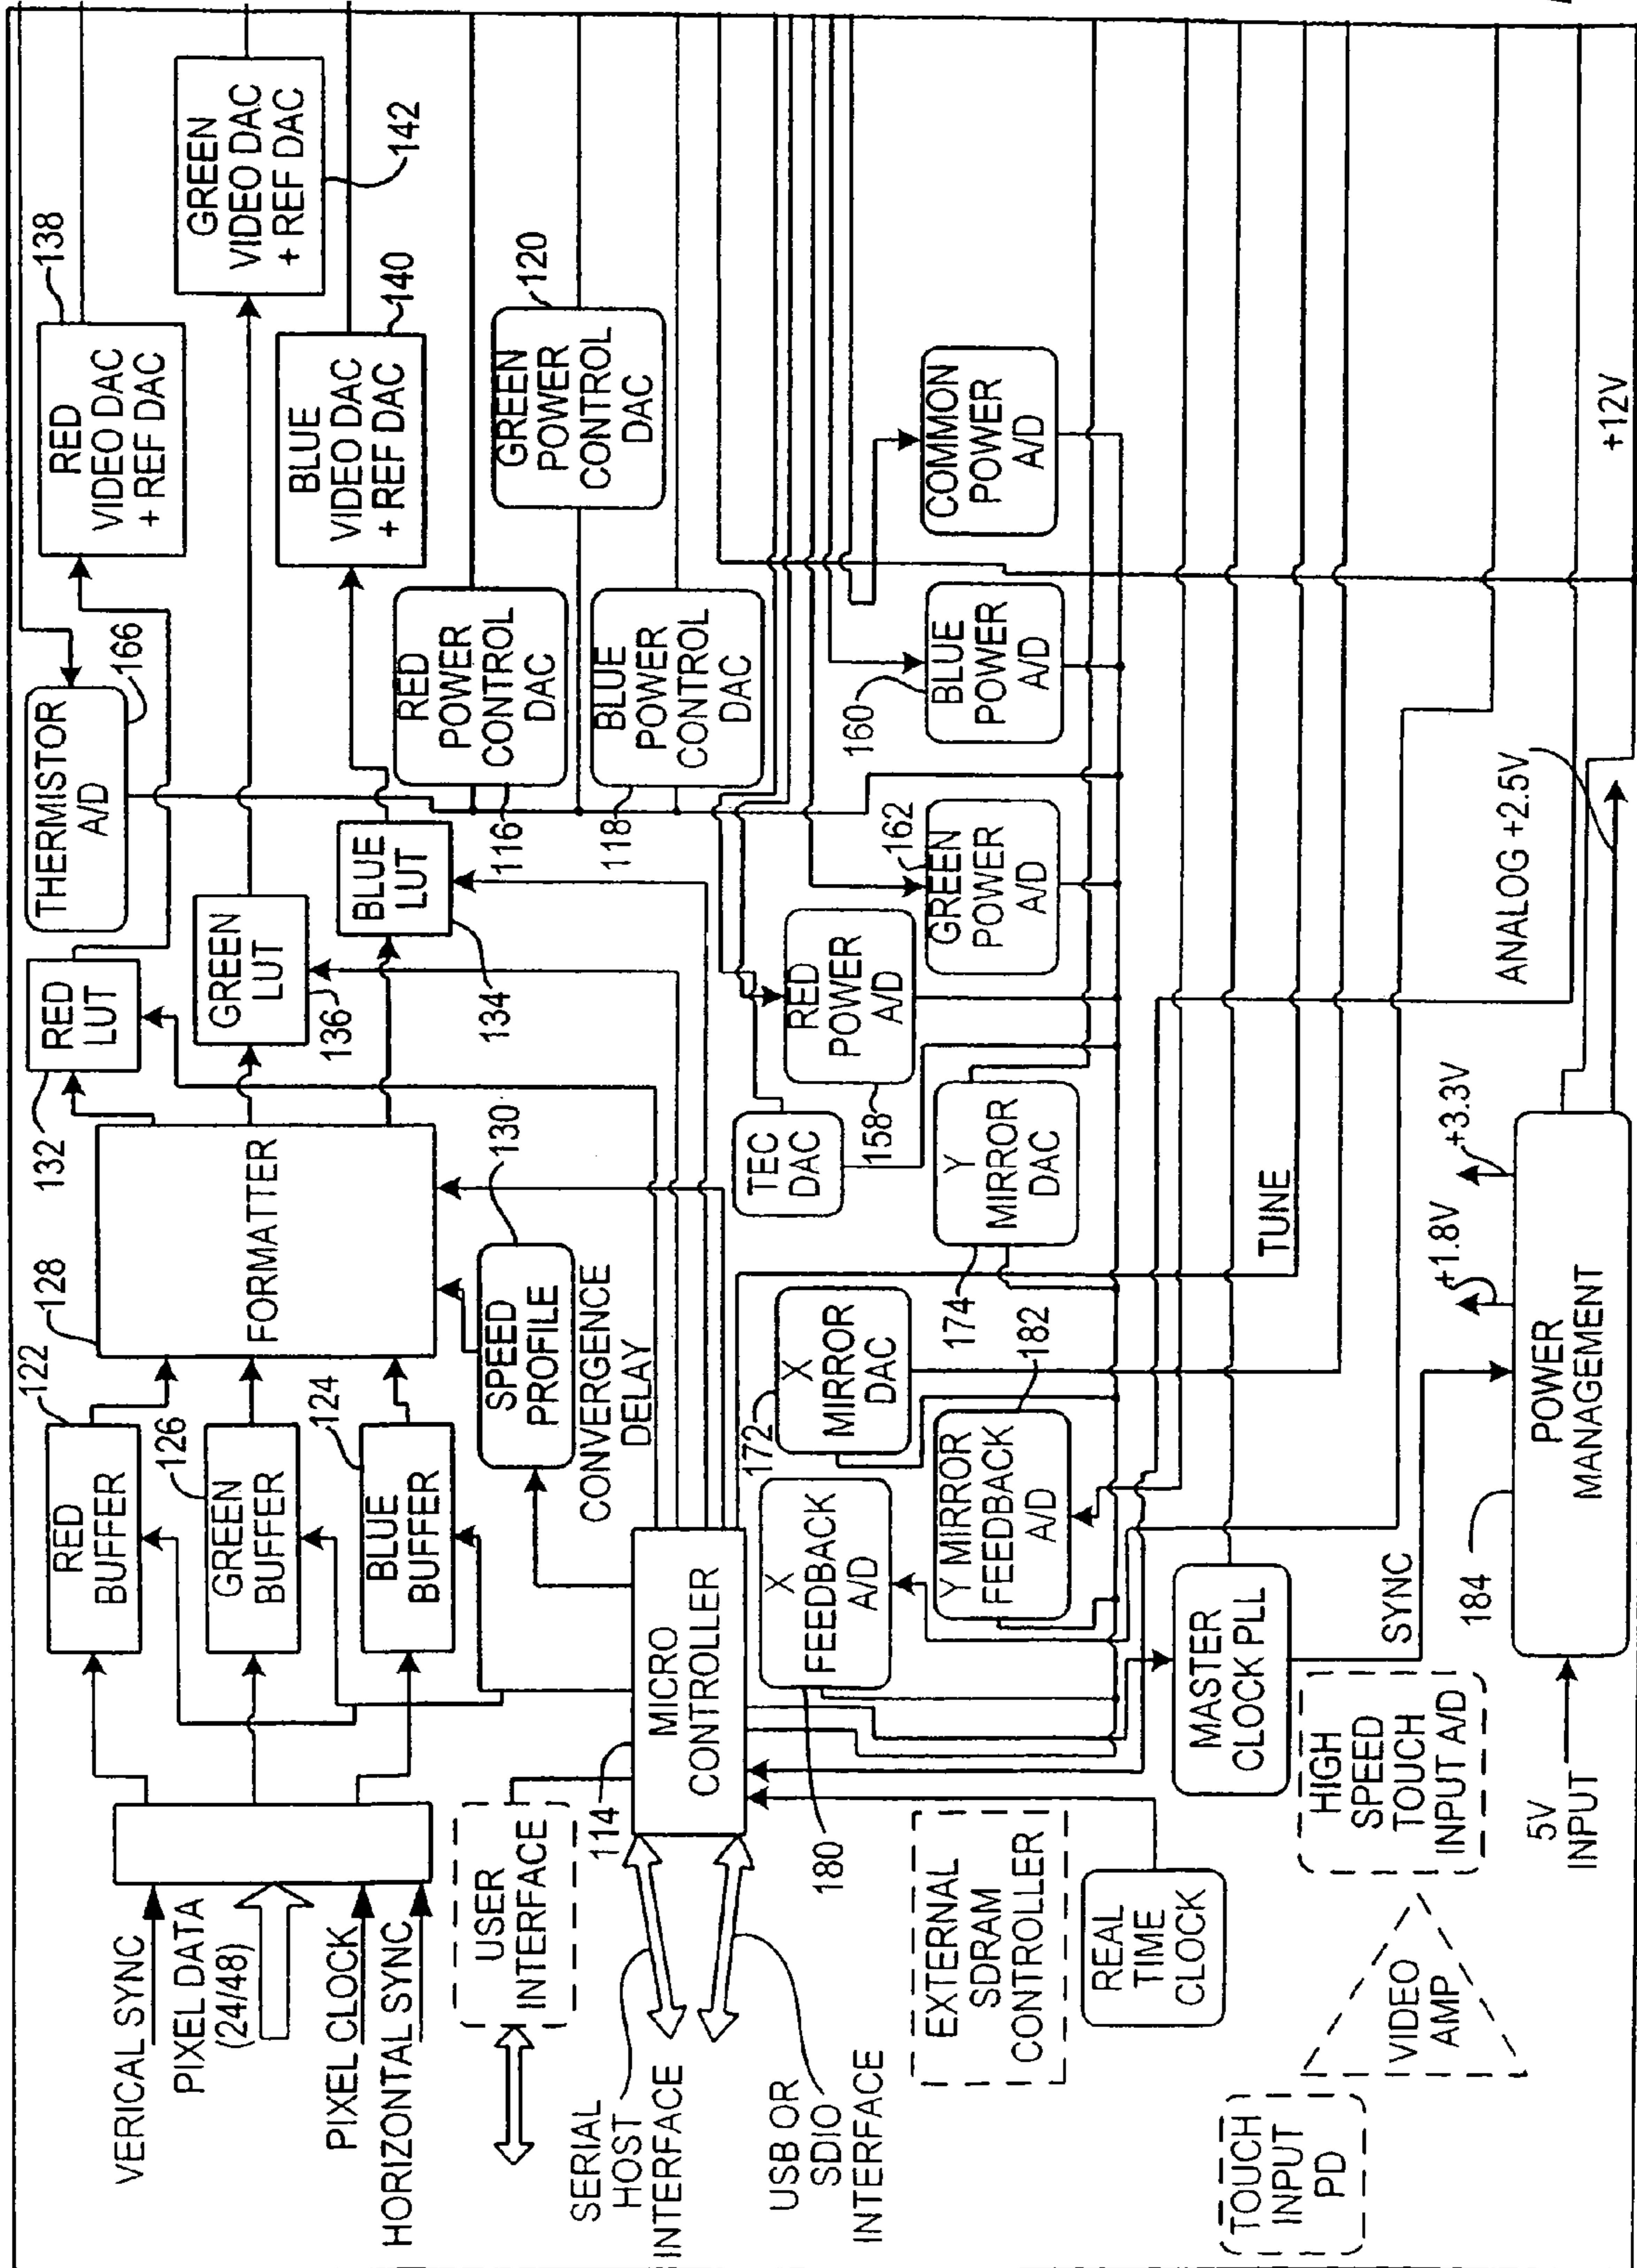 VERICAL SYNC
PIXEL DATA
(24/48)
PIXEL CLOCK
HORIZONTAL SYNC
RED
BUFFER
122
GREEN
BUFFER
126
BLUE
BUFFER
124
128
FORMATTER
132
RED
LUT
GREEN
LUT
136
BLUE
LUT
134
THERMISTOR
A/D
166
RED
VIDEO DAC
+ REF DAC
138
GREEN
VIDEO DAC
+ REF DAC
142
BLUE
VIDEO DAC
+ REF DAC
140
USER
INTERFACE
SERIAL
HOST
INTERFACE
USB OR
SDIO
INTERFACE
114
MICRO
CONTROLLER
SPEED
PROFILE
130
CONVERGENCE
DELAY
RED
POWER
CONTROL
DAC
116
BLUE
POWER
CONTROL
DAC
118
GREEN
POWER
CONTROL
DAC
120
TEC
DAC
RED
POWER
A/D
158
GREEN
POWER
A/D
162
BLUE
POWER
A/D
160
COMMON
POWER
A/D
X
MIRROR
DAC
172
Y
MIRROR
DAC
174
X
FEEDBACK
A/D
180
Y MIRROR
FEEDBACK
A/D
182
EXTERNAL
SDRAM
CONTROLLER
REAL
TIME
CLOCK
MASTER
CLOCK PLL
TUNE
SYNC
TOUCH
INPUT
PD
VIDEO
AMP
HIGH
SPEED
TOUCH
INPUT A/D
5V
INPUT
184
POWER
MANAGEMENT
+1.8V
+3.3V
ANALOG +2.5V
+12V